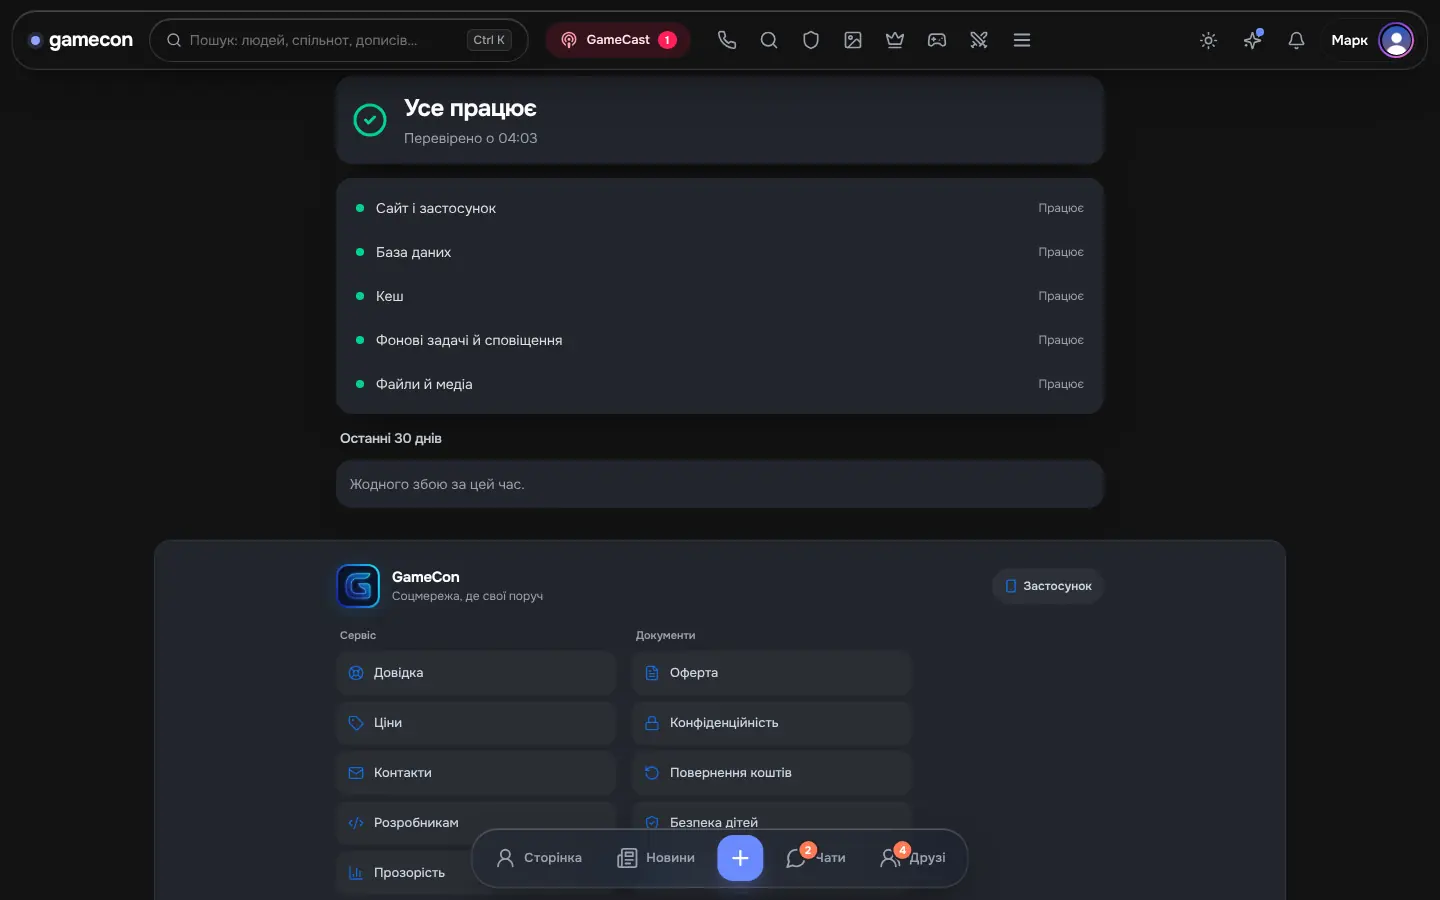 gamecon
Пошук: людей, спільнот, дописів...
Ctrl K
GameCast
1
Марк
Усе працює
Перевірено о 04:03
Сайт і застосунок
Працює
База даних
Працює
Кеш
Працює
Фонові задачі й сповіщення
Працює
Файли й медіа
Працює
Останні 30 днів
Жодного збою за цей час.
GameCon
Соцмережа, де свої поруч
Застосунок
Сервіс
Документи
Довідка
Оферта
Ціни
Конфіденційність
Контакти
Повернення коштів
Розробникам
Безпека дітей
Прозорість
Сторінка
Новини
2
Чати
4
Друзі